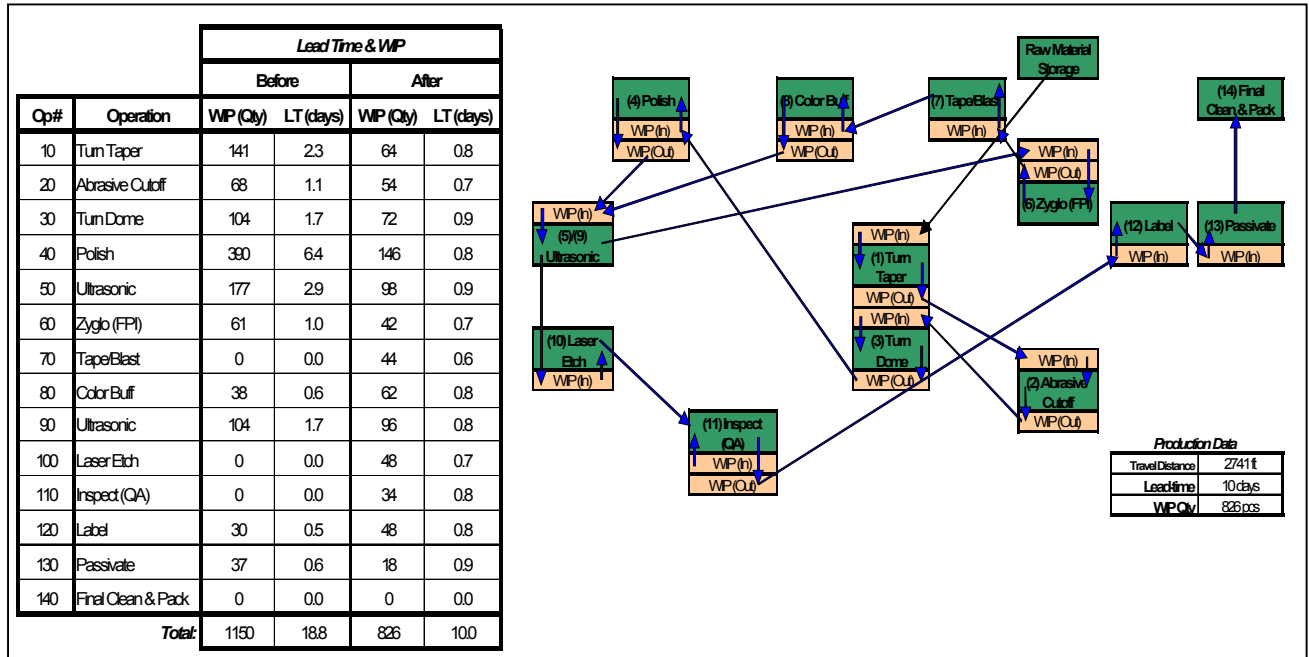 Lead Time & WIP
Before After
Op# Operation WIP (Qty) LT (days) WIP (Qty) LT (days)
10 Turn Taper 141 2.3 64 0.8
20 Abrasive Cutoff 68 1.1 54 0.7
30 Turn Dome 104 1.7 72 0.9
40 Polish 390 6.4 146 0.8
50 Ultrasonic 177 2.9 98 0.9
60 Zyglo (FPI) 61 1.0 42 0.7
70 Tape/Blast 0 0.0 44 0.6
80 Color Buff 38 0.6 62 0.8
90 Ultrasonic 104 1.7 96 0.8
100 Laser Etch 0 0.0 48 0.7
110 Inspect (QA) 0 0.0 34 0.8
120 Label 30 0.5 48 0.8
130 Passivate 37 0.6 18 0.9
140 Final Clean & Pack 0 0.0 0 0.0
Total: 1150 18.8 826 10.0
Raw Material
Storage
(4) Polish
WIP (In)
WIP (Out)
(8) Color Buff
WIP (In)
WIP (Out)
(7) Tape/Blast
WIP (In)
(14) Final
Clean & Pack
WIP (In)
WIP (Out)
(6) Zyglo (FPI)
WIP (In)
(5)/(9)
Ultrasonic
WIP (In)
(1) Turn
Taper
WIP (Out)
WIP (In)
(3) Turn
Dome
WIP (Out)
(12) Label
WIP (In)
(13) Passivate
WIP (In)
(10) Laser
Etch
WIP (In)
WIP (In)
(2) Abrasive
Cutoff
WIP (Out)
(11) Inspect
(QA)
WIP (In)
WIP (Out)
Production Data
Travel Distance 2741 ft
Lead-time 10 days
WIP Qty 826 pcs